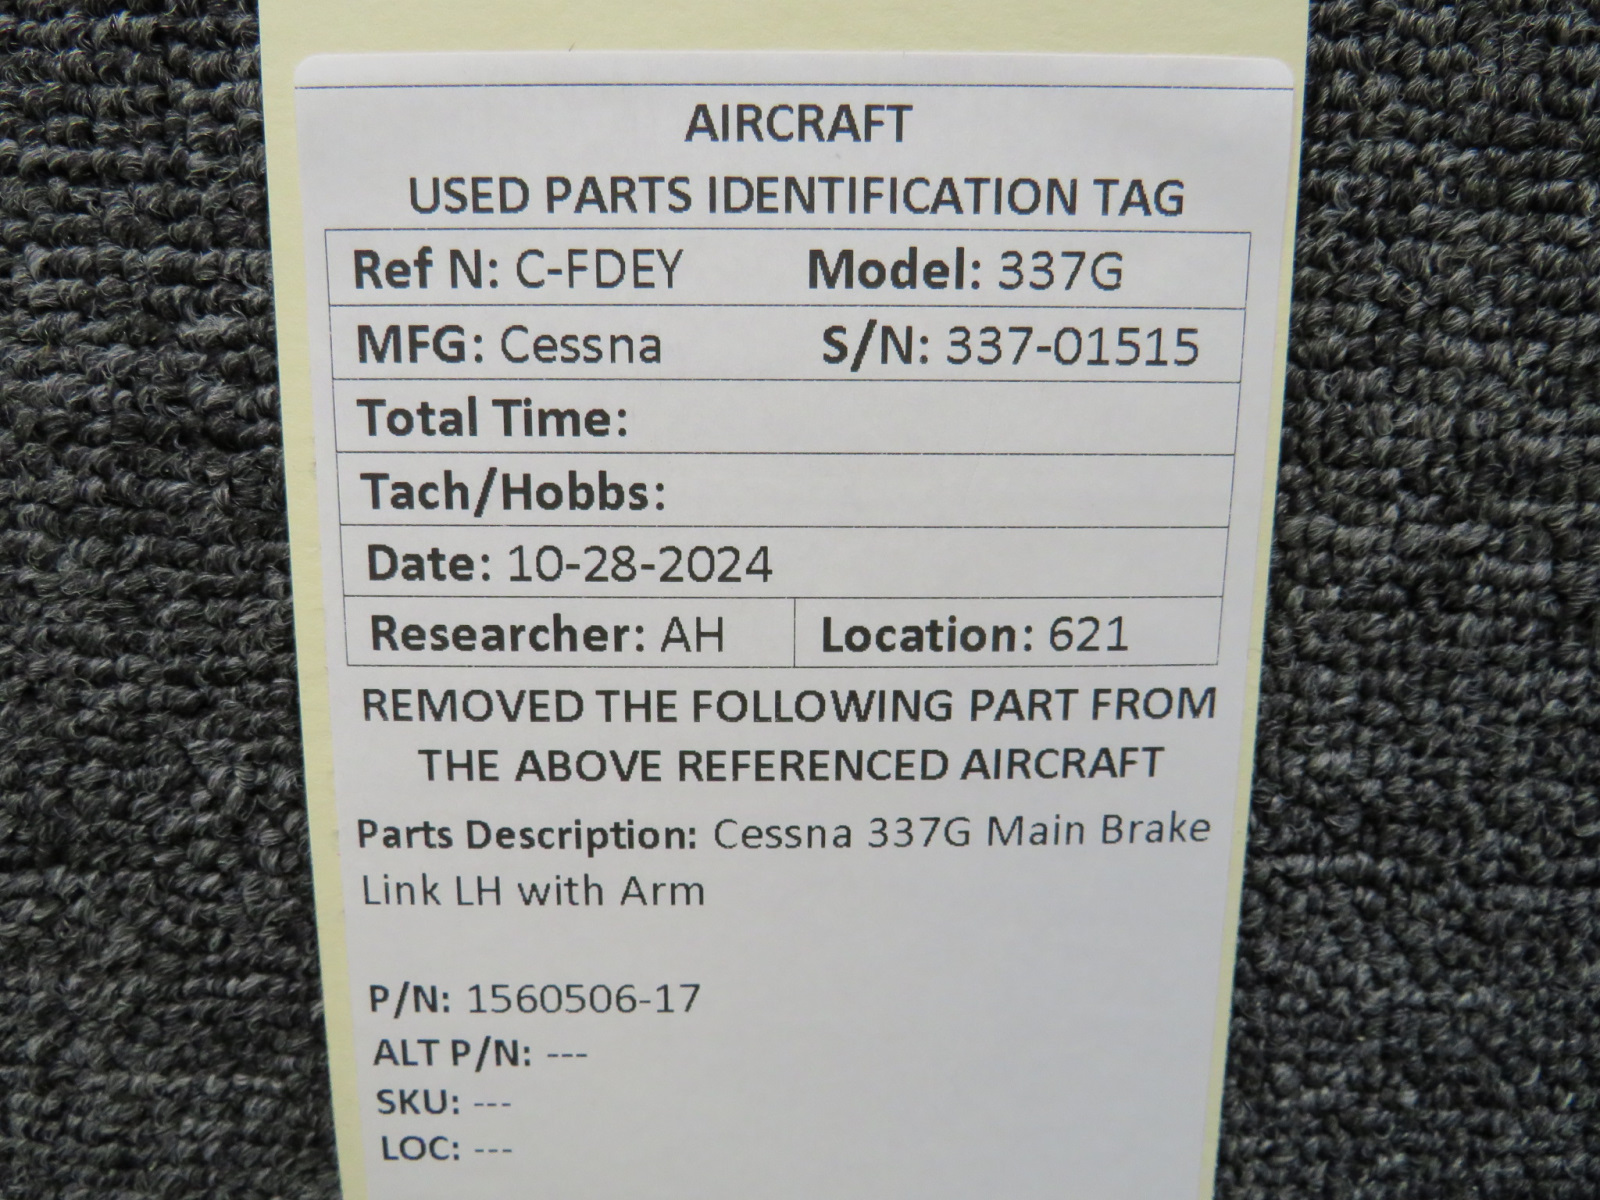 AIRCRAFT
USED PARTS IDENTIFICATION TAG
Ref N: C-FDEY Model: 337G
MFG: Cessna S/N: 337-01515
Total Time:
Tach/Hobbs:
Date: 10-28-2024
Researcher: AH Location: 621
REMOVED THE FOLLOWING PART FROM
THE ABOVE REFERENCED AIRCRAFT
Parts Description: Cessna 337G Main Brake
Link LH with Arm
P/N: 1560506-17
ALT P/N: ---
SKU: ---
LOC: ---